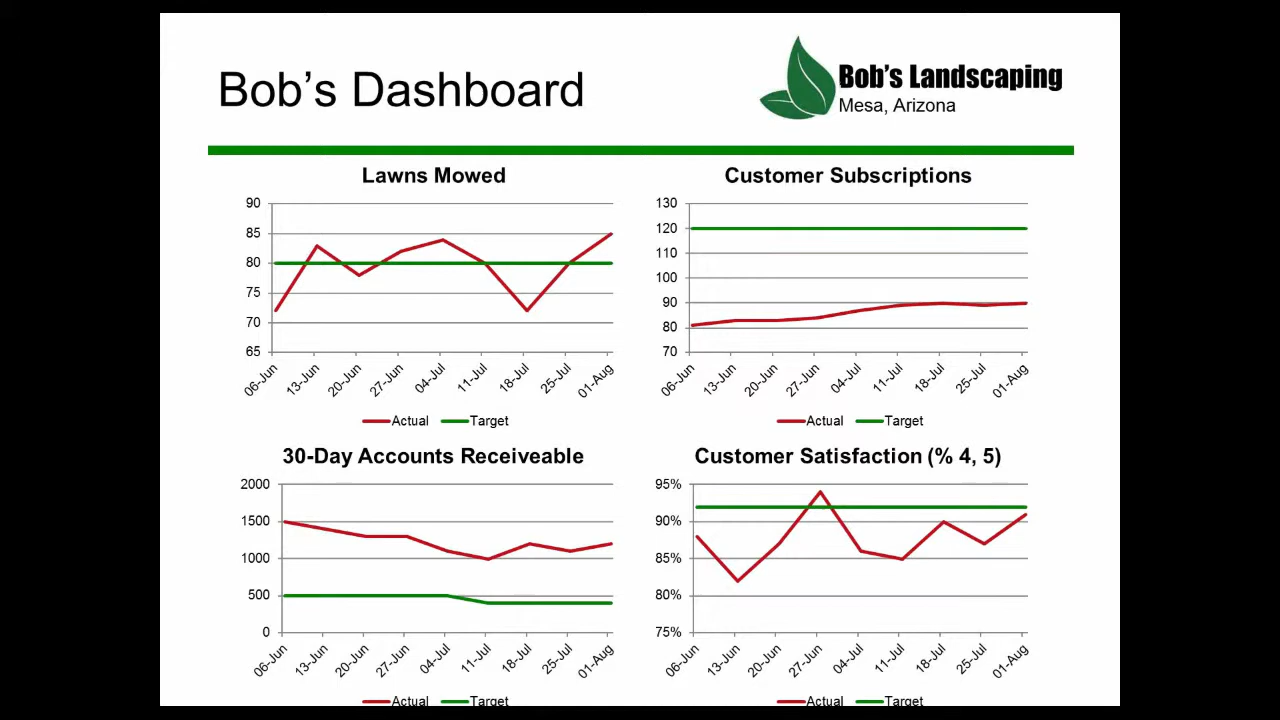 Bob's Dashboard
Bob's Landscaping
Mesa, Arizona
Lawns Mowed
90
85
80
75
70
65
06-Jun 13-Jun 20-Jun 27-Jun 04-Jul 11-Jul 18-Jul 25-Jul 01-Aug
Actual Target
Customer Subscriptions
130
120
110
100
90
80
70
06-Jun 13-Jun 20-Jun 27-Jun 04-Jul 11-Jul 18-Jul 25-Jul 01-Aug
Actual Target
30-Day Accounts Receiveable
2000
1500
1000
500
0
06-Jun 13-Jun 20-Jun 27-Jun 04-Jul 11-Jul 18-Jul 25-Jul 01-Aug
Actual Target
Customer Satisfaction (% 4, 5)
95%
90%
85%
80%
75%
06-Jun 13-Jun 20-Jun 27-Jun 04-Jul 11-Jul 18-Jul 25-Jul 01-Aug
Actual Target